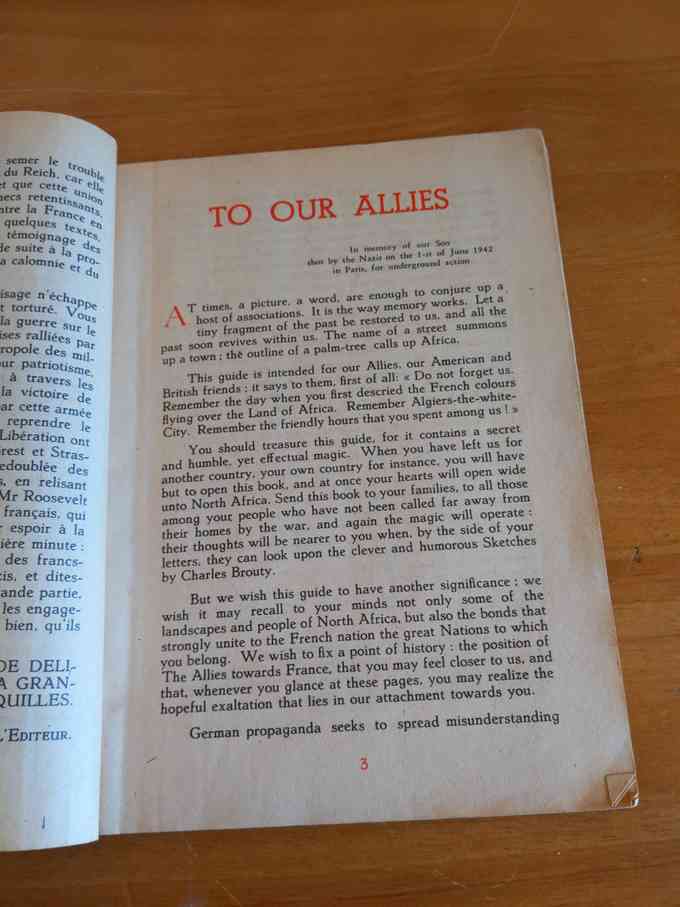 semer le trouble
du Reich, car elle
et que cette union
hecs retentissants,
ntre la France en
quelques textes,
témoignage des
de suite à la pro-
a calomnie et du
isage n'échappe
t torturé. Vous
la guerre sur le
ises ralliées par
ropole des mil-
ur patriotisme,
à travers les
la victoire de
par cette armée
reprendre le
Libération ont
rest et Stras-
edoublée des
s, en relisant
Mr Roosevelt
français, qui
r espoir à la
ière minute :
des francs-
is, et dites-
ande partie,
les engage-
bien, qu'ils
DE DELI-
A GRAN-
QUILLES.
L'EDITEUR.
TO OUR ALLIES
In memory of our Son
shot by the Nazis on the 1-st of June 1942
in Paris, for underground action
AT times, a picture, a word, are enough to conjure up a
host of associations. It is the way memory works. Let a
tiny fragment of the past be restored to us, and all the
past soon revives within us. The name of a street summons
up a town ; the outline of a palm-tree calls up Africa.
This guide is intended for our Allies, our American and
British friends ; it says to them, first of all: « Do not forget us.
Remember the day when you first descried the French colours
flying over the Land of Africa. Remember Algiers-the-white-
City. Remember the friendly hours that you spent among us ! »
You should treasure this guide, for it contains a secret
and humble, yet effectual magic. When you have left us for
another country, your own country for instance, you will have
but to open this book, and at once your hearts will open wide
unto North Africa. Send this book to your families, to all those
among your people who have not been called far away from
their homes by the war, and again the magic will operate :
their thoughts will be nearer to you when, by the side of your
letters, they can look upon the clever and humorous Sketches
by Charles Brouty.
But we wish this guide to have another significance : we
wish it may recall to your minds not only some of the
landscapes and people of North Africa, but also the bonds that
strongly unite to the French nation the great Nations to which
you belong. We wish to fix a point of history : the position of
The Allies towards France, that you may feel closer to us, and
that, whenever you glance at these pages, you may realize the
hopeful exaltation that lies in our attachment towards you.
German propaganda seeks to spread misunderstanding
3